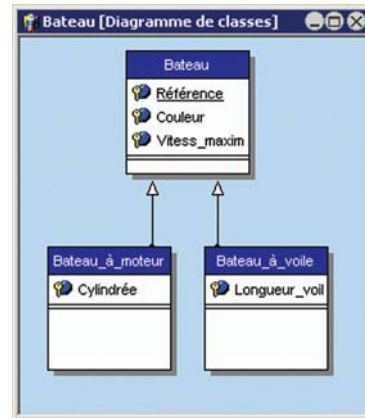 Bateau [Diagramme de classes]
Bateau
Référence
Couleur
Vitess_maxim
Bateau_à_moteur
Cylindrée
Bateau_à_voile
Longueur_voil